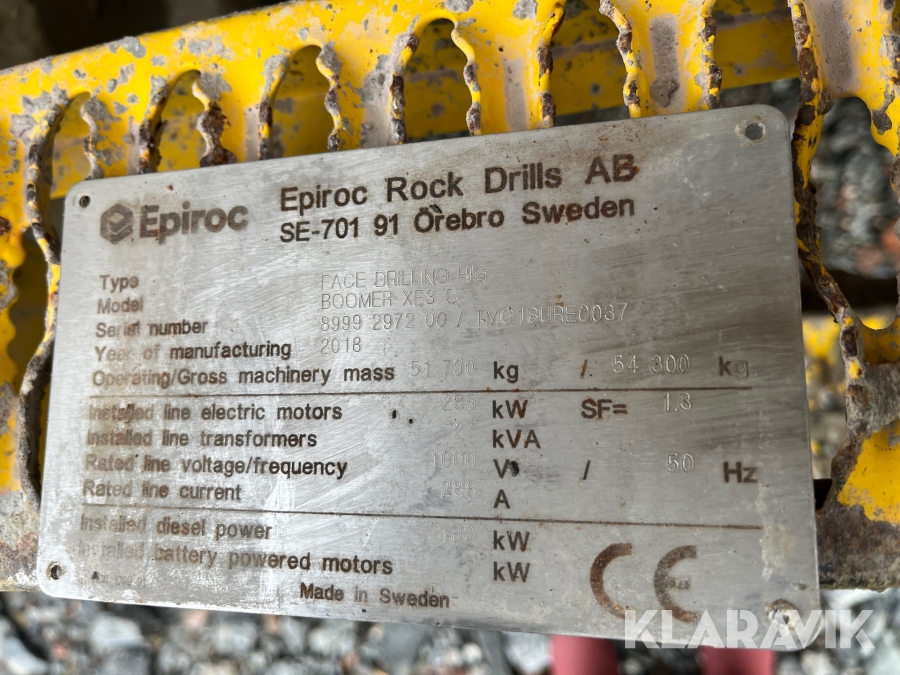 Epiroc
Epiroc Rock Drills AB
SE-701 91 Örebro Sweden
Type FACE DRILLING RIG
Model BOOMER XE3 C
Serial number 8999 2972 00 /
Year of manufacturing 2018
Operating/Gross machinery mass 51 700 kg / 54 300 kg
Installed line electric motors kW SF= 1.3
Installed line transformers kVA
Rated line voltage/frequency 1000 V / 50 Hz
Rated line current A
Installed diesel power kW
Installed battery powered motors kW
Made in Sweden
CE
KLARAVIK